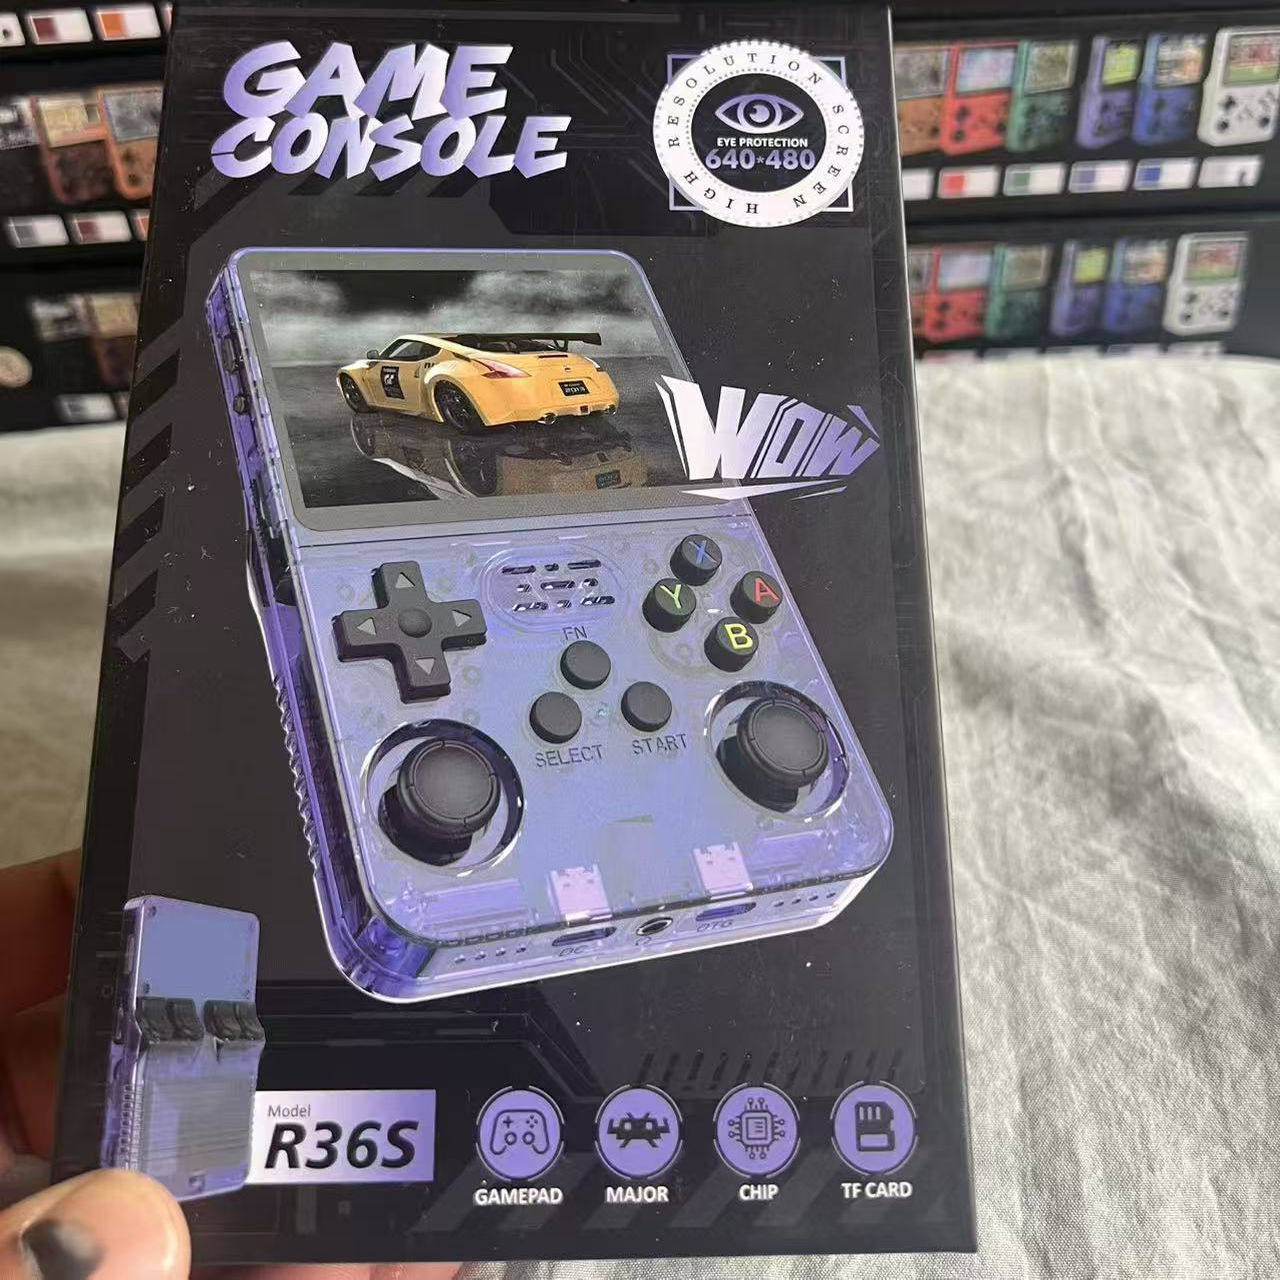 GAME
CONSOLE
HIGH RESOLUTION SCREEN
EYE PROTECTION
640*480
WOW
X
Y
A
B
FN
SELECT
START
DC
OTG
Model
R36S
GAMEPAD
MAJOR
CHIP
TF CARD